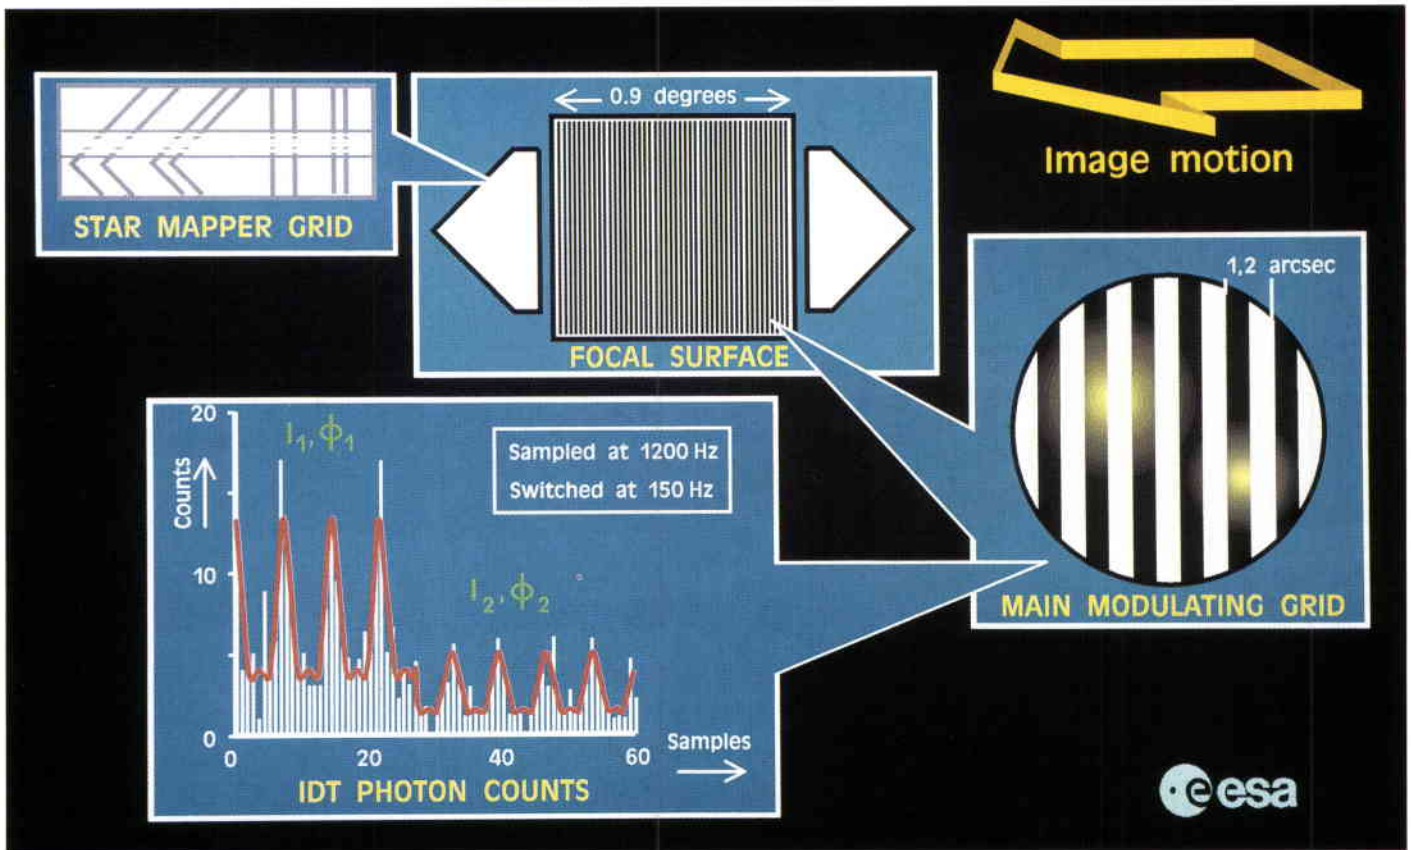 0.9 degrees
Image motion
STAR MAPPER GRID
FOCAL SURFACE
1,2 arcsec
MAIN MODULATING GRID
20
10
0
Counts
I₁, ϕ₁
Sampled at 1200 Hz
Switched at 150 Hz
I₂, ϕ₂
0 20 40 60
Samples
IDT PHOTON COUNTS
esa